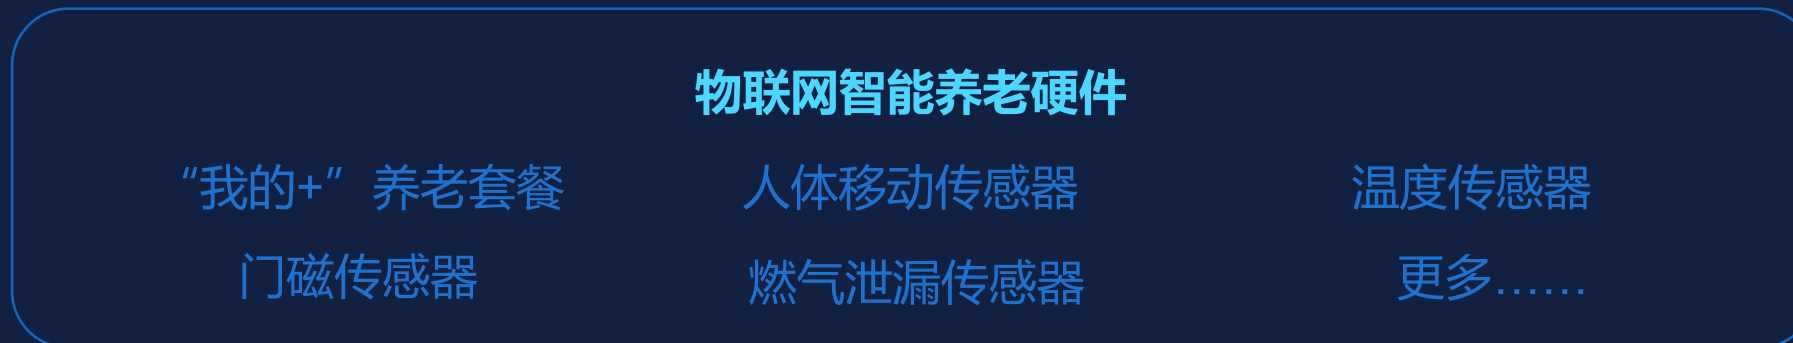 物联网智能养老硬件
“我的+”养老套餐 人体移动传感器 温度传感器
门磁传感器 燃气泄漏传感器 更多……